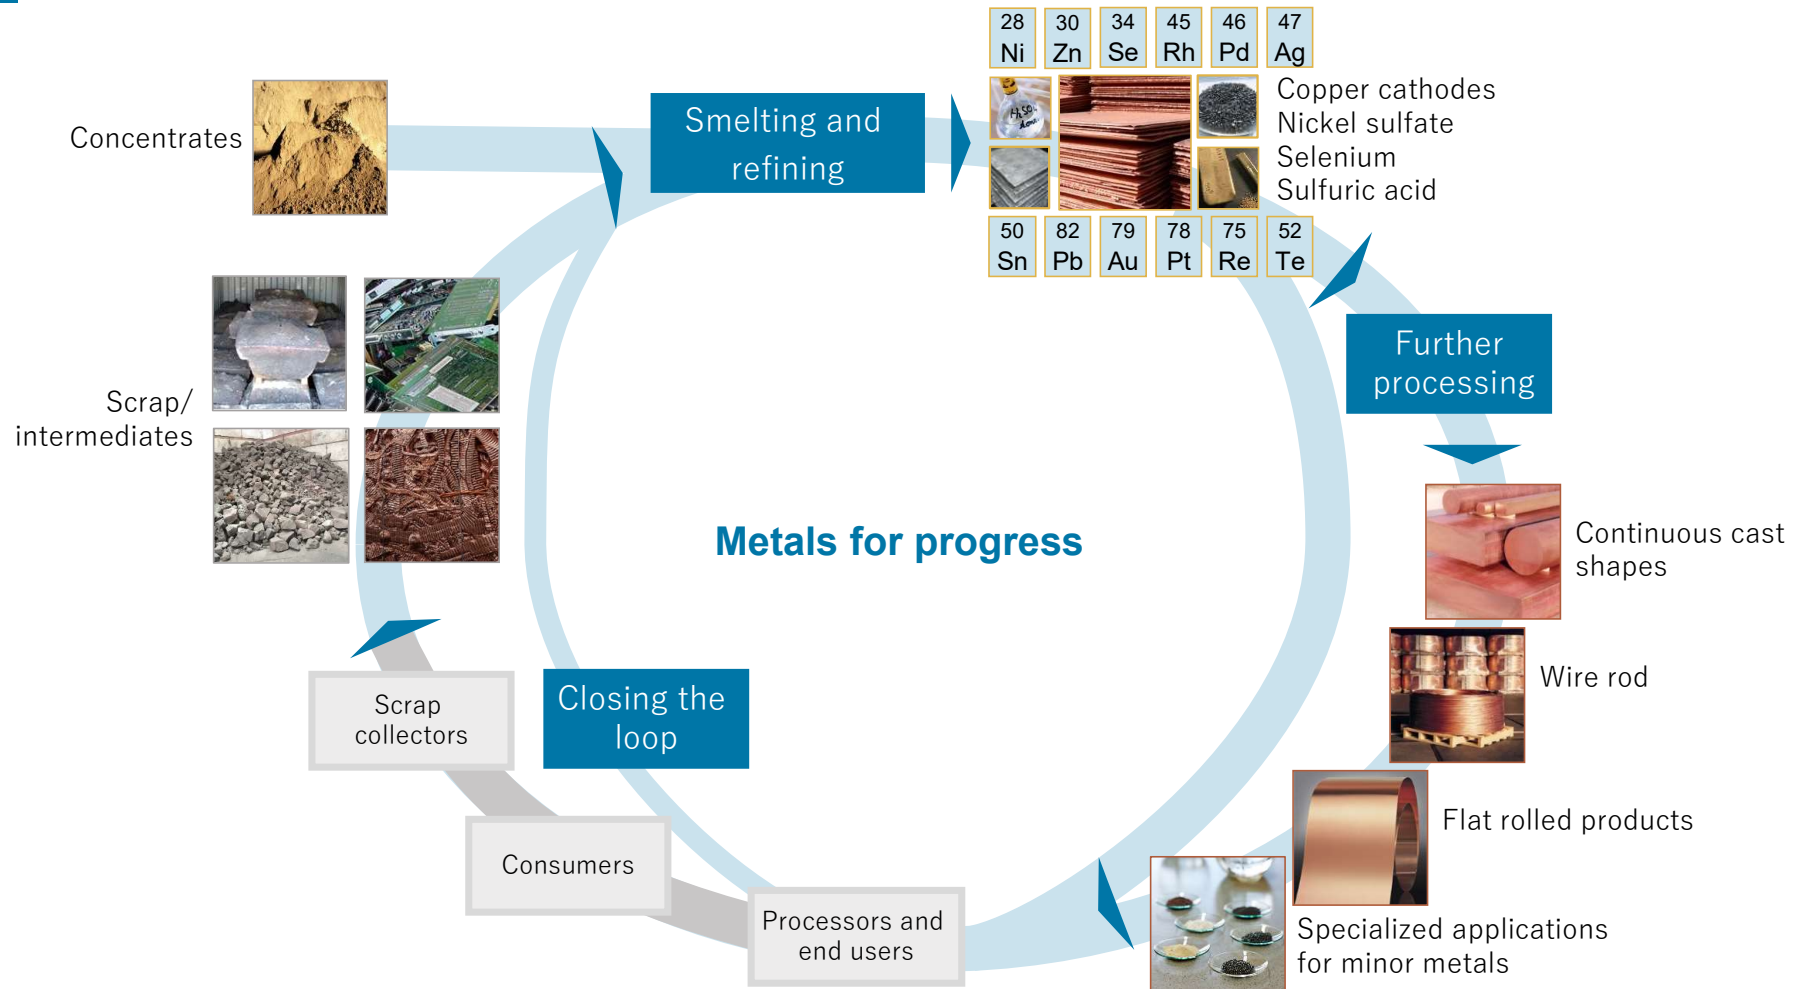 28 30 34 45 46 47
Ni Zn Se Rh Pd Ag
Concentrates
Smelting and
refining
Copper cathodes
Nickel sulfate
Selenium
Sulfuric acid
50 82 79 78 75 52
Sn Pb Au Pt Re Te
Further
processing
Scrap/
intermediates
Metals for progress
Continuous cast
shapes
Wire rod
Scrap
collectors
Closing the
loop
Flat rolled products
Consumers
Processors and
end users
Specialized applications
for minor metals